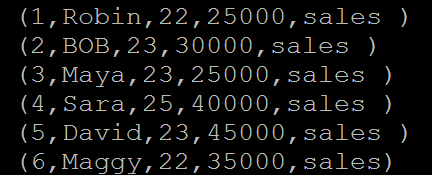 (1,Robin,22,25000,sales )
(2,BOB,23,30000,sales )
(3,Maya,23,25000,sales )
(4,Sara,25,40000,sales )
(5,David,23,45000,sales )
(6,Maggy,22,35000,sales)